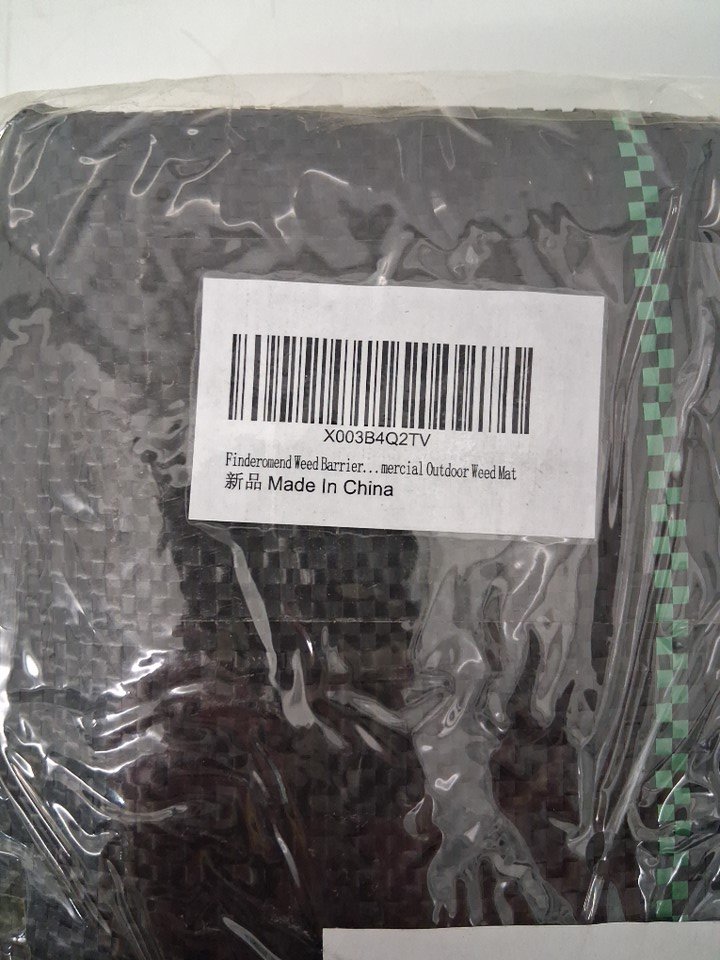 X003B4Q2TV
Finderomend Weed Barrier... mercial Outdoor Weed Mat
新品 Made In China